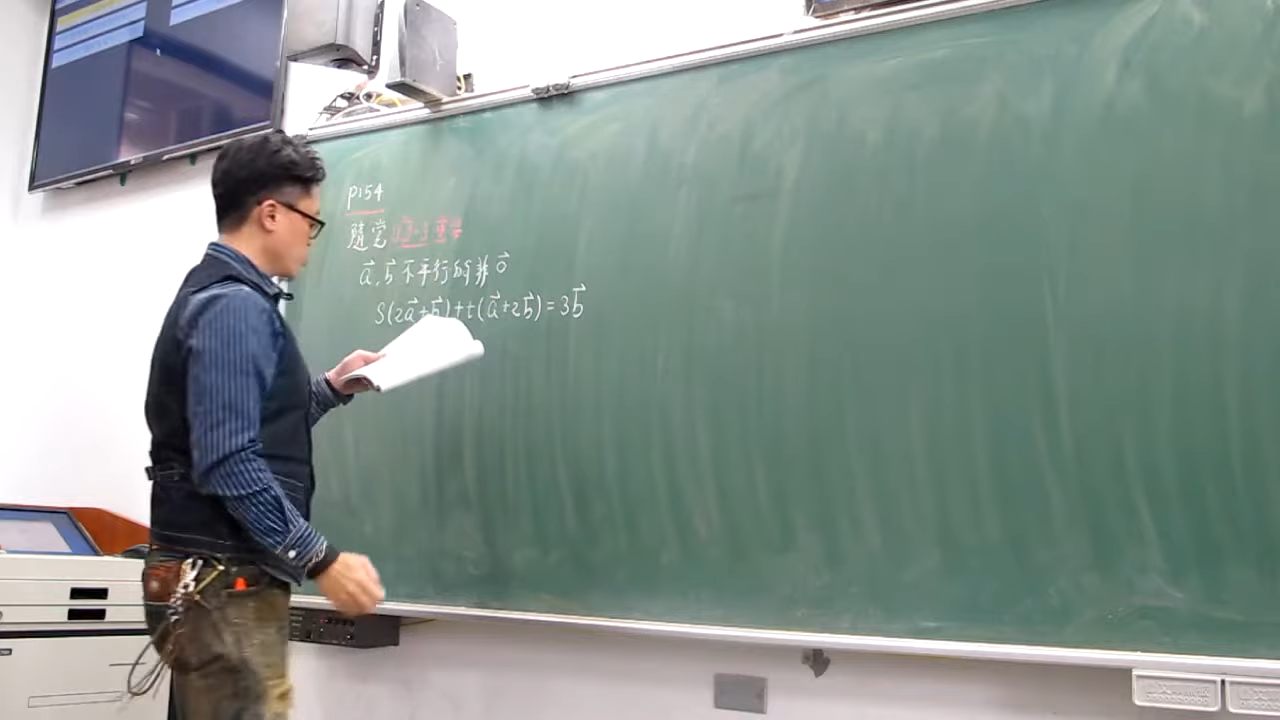 P154
隨堂
a⃗, b⃗ 不平行的非 0⃗
S(2a⃗+b⃗)+t(a⃗+2b⃗)=3b⃗